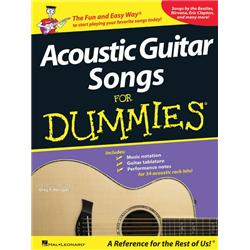 The Fun and Easy Way®
to start playing your favorite songs today!
Songs by the Beatles,
Nirvana, Eric Clapton,
and many more!
Acoustic Guitar
Songs
FOR
DUMMIES®
Includes:
Music notation
Guitar tablature
Performance notes
for 34 acoustic rock hits!
HAL•LEONARD®
A Reference for the Rest of Us!®